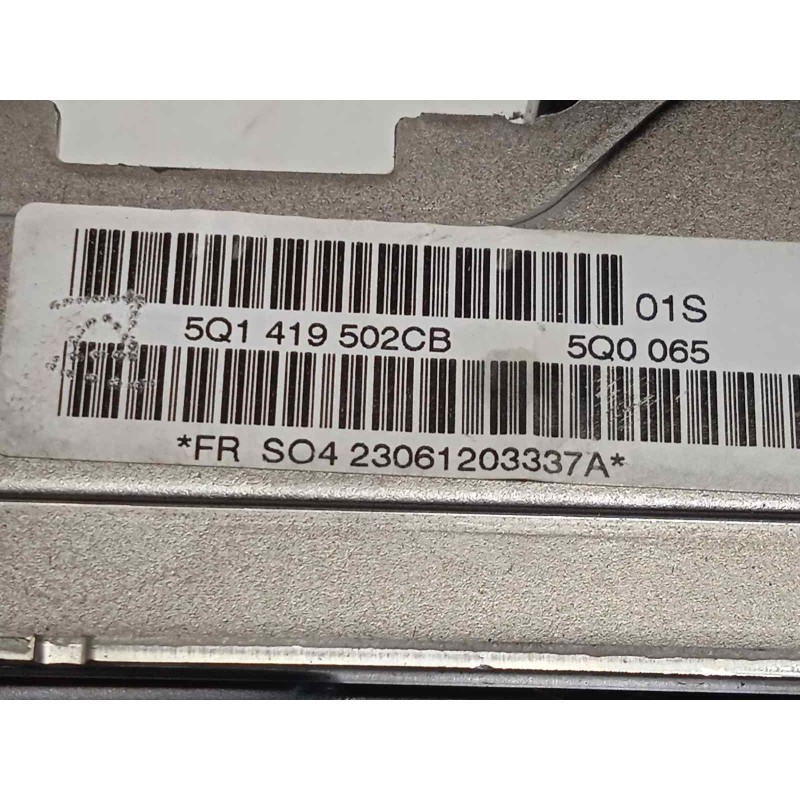 01S
5Q1 419 502CB 5Q0 065
*FR SO4 23061203337A*